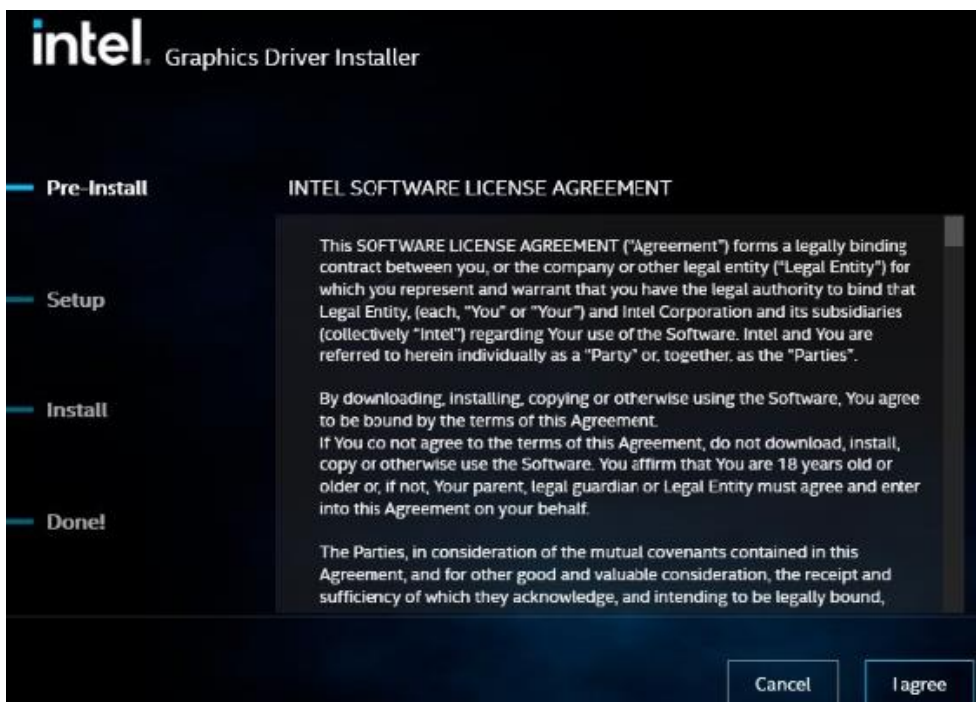 intel. Graphics Driver Installer
Pre-Install
Setup
Install
Done!
INTEL SOFTWARE LICENSE AGREEMENT
This SOFTWARE LICENSE AGREEMENT ("Agreement") forms a legally binding
contract between you, or the company or other legal entity ("Legal Entity") for
which you represent and warrant that you have the legal authority to bind that
Legal Entity, (each, "You" or "Your") and Intel Corporation and its subsidiaries
(collectively "Intel") regarding Your use of the Software. Intel and You are
referred to herein individually as a "Party" or, together, as the "Parties".
By downloading, installing, copying or otherwise using the Software, You agree
to be bound by the terms of this Agreement.
If You do not agree to the terms of this Agreement, do not download, install,
copy or otherwise use the Software. You affirm that You are 18 years old or
older or, if not, Your parent, legal guardian or Legal Entity must agree and enter
into this Agreement on your behalf.
The Parties, in consideration of the mutual covenants contained in this
Agreement, and for other good and valuable consideration, the receipt and
sufficiency of which they acknowledge, and intending to be legally bound,
Cancel
I agree